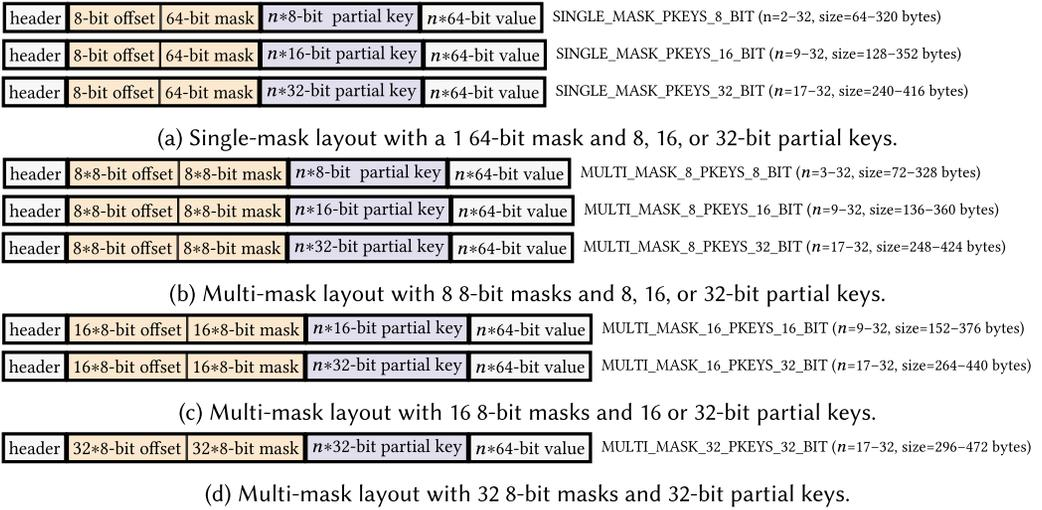 header 8-bit offset 64-bit mask n*8-bit partial key n*64-bit value SINGLE_MASK_PKEYS_8_BIT (n=2–32, size=64–320 bytes)
header 8-bit offset 64-bit mask n*16-bit partial key n*64-bit value SINGLE_MASK_PKEYS_16_BIT (n=9–32, size=128–352 bytes)
header 8-bit offset 64-bit mask n*32-bit partial key n*64-bit value SINGLE_MASK_PKEYS_32_BIT (n=17–32, size=240–416 bytes)
(a) Single-mask layout with a 1 64-bit mask and 8, 16, or 32-bit partial keys.
header 8*8-bit offset 8*8-bit mask n*8-bit partial key n*64-bit value MULTI_MASK_8_PKEYS_8_BIT (n=3–32, size=72–328 bytes)
header 8*8-bit offset 8*8-bit mask n*16-bit partial key n*64-bit value MULTI_MASK_8_PKEYS_16_BIT (n=9–32, size=136–360 bytes)
header 8*8-bit offset 8*8-bit mask n*32-bit partial key n*64-bit value MULTI_MASK_8_PKEYS_32_BIT (n=17–32, size=248–424 bytes)
(b) Multi-mask layout with 8 8-bit masks and 8, 16, or 32-bit partial keys.
header 16*8-bit offset 16*8-bit mask n*16-bit partial key n*64-bit value MULTI_MASK_16_PKEYS_16_BIT (n=9–32, size=152–376 bytes)
header 16*8-bit offset 16*8-bit mask n*32-bit partial key n*64-bit value MULTI_MASK_16_PKEYS_32_BIT (n=17–32, size=264–440 bytes)
(c) Multi-mask layout with 16 8-bit masks and 16 or 32-bit partial keys.
header 32*8-bit offset 32*8-bit mask n*32-bit partial key n*64-bit value MULTI_MASK_32_PKEYS_32_BIT (n=17–32, size=296–472 bytes)
(d) Multi-mask layout with 32 8-bit masks and 32-bit partial keys.